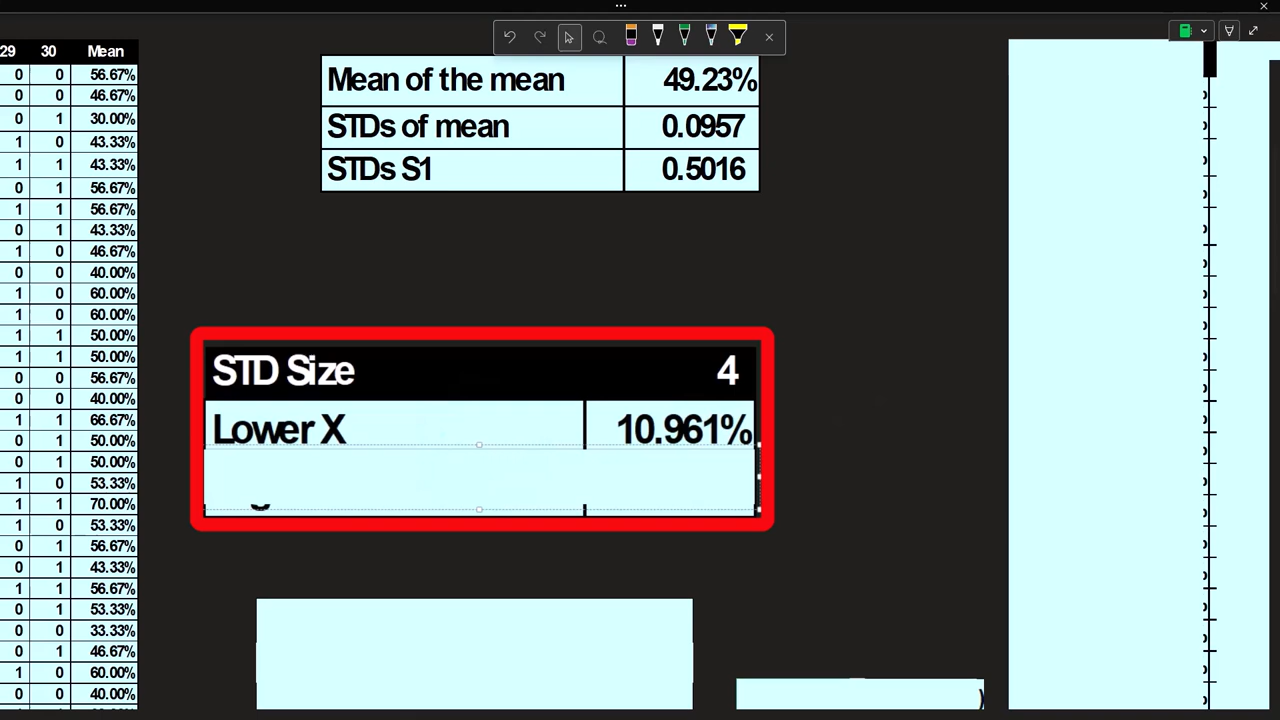 29 30 Mean
0 0 56.67%
0 0 46.67%
0 1 30.00%
1 0 43.33%
1 1 43.33%
0 1 56.67%
1 1 56.67%
0 1 43.33%
1 0 46.67%
0 0 40.00%
1 0 60.00%
1 0 60.00%
1 1 50.00%
1 1 50.00%
0 0 56.67%
0 0 40.00%
1 1 66.67%
0 1 50.00%
0 1 50.00%
0 1 53.33%
1 1 70.00%
1 0 53.33%
0 1 56.67%
0 1 43.33%
1 1 56.67%
0 1 53.33%
0 0 33.33%
0 1 46.67%
1 0 60.00%
0 0 40.00%
Mean of the mean 49.23%
STDs of mean 0.0957
STDs S1 0.5016
STD Size 4
Lower X 10.961%
)